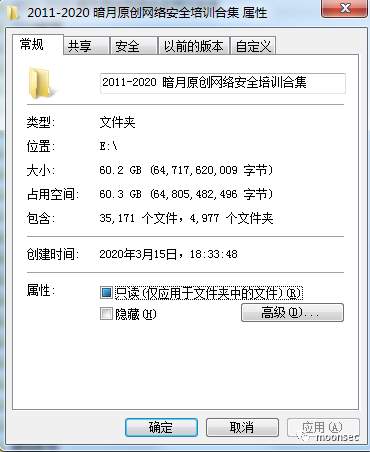 2011-2020 暗月原创网络安全培训合集 属性
常规 共享 安全 以前的版本 自定义
2011-2020 暗月原创网络安全培训合集
类型: 文件夹
位置: E:\
大小: 60.2 GB (64,717,620,009 字节)
占用空间: 60.3 GB (64,805,482,496 字节)
包含: 35,171 个文件，4,977 个文件夹
创建时间: 2020年3月15日，18:33:48
属性: 只读(仅应用于文件夹中的文件)(R)
隐藏(H) 高级(D)...
确定 取消 应用(A)
moonsec